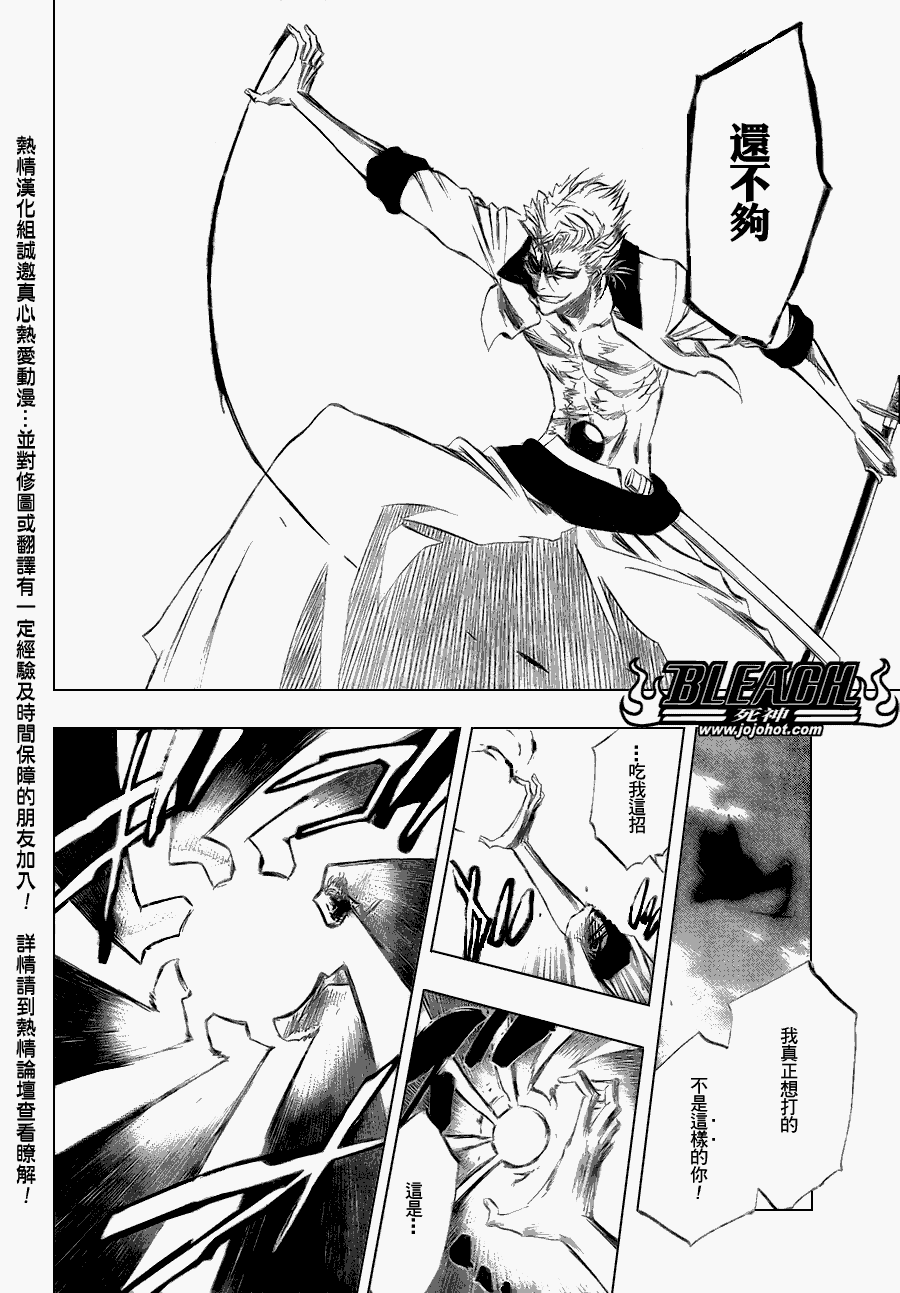 還不夠
我真正想打的
不是這樣的你！
…吃我這招
這是…
BLEACH
死神
www.jojohot.com
熱情漢化組誠邀真心熱愛動漫…並對修圖或翻譯有一定經驗及時間保障的朋友加入！ 詳情請到熱情論壇查看瞭解！